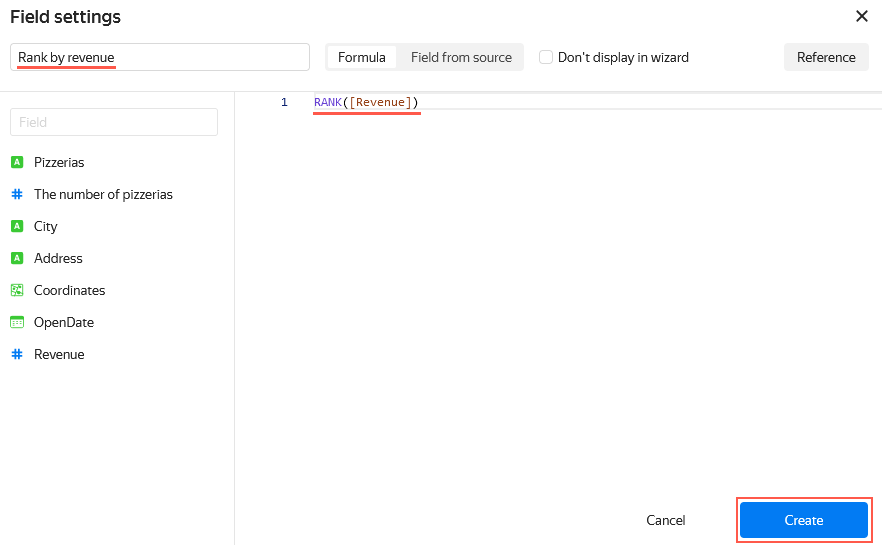 Field settings
Rank by revenue
Formula
Field from source
Don't display in wizard
Reference
Field
1 RANK([Revenue])
Pizzerias
The number of pizzerias
City
Address
Coordinates
OpenDate
Revenue
Cancel
Create